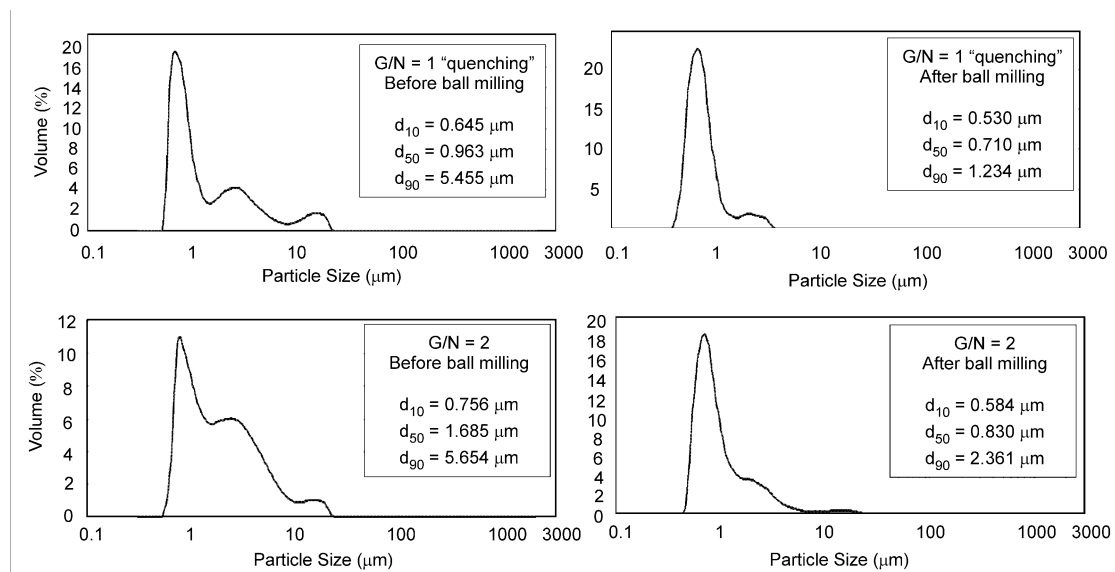 Volume (%)
20
16
14
12
10
8
6
4
2
0
G/N = 1 “quenching”
Before ball milling
d10 = 0.645 μm
d50 = 0.963 μm
d90 = 5.455 μm
0.1 1 10 100 1000 3000
Particle Size (μm)
20
10
5
G/N = 1 “quenching”
After ball milling
d10 = 0.530 μm
d50 = 0.710 μm
d90 = 1.234 μm
0.1 1 10 100 1000 3000
Particle Size (μm)
Volume (%)
12
10
8
6
4
2
0
G/N = 2
Before ball milling
d10 = 0.756 μm
d50 = 1.685 μm
d90 = 5.654 μm
0.1 1 10 100 1000 3000
Particle Size (μm)
20
18
16
14
12
10
8
6
4
2
0
G/N = 2
After ball milling
d10 = 0.584 μm
d50 = 0.830 μm
d90 = 2.361 μm
0.1 1 10 100 1000 3000
Particle Size (μm)